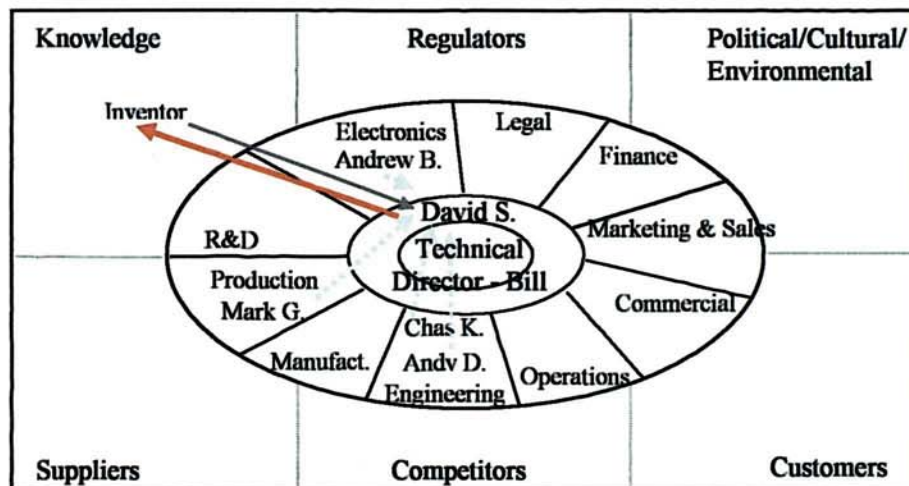 Knowledge
Regulators
Political/Cultural/
Environmental
Inventor
Electronics
Andrew B.
Legal
Finance
David S.
Marketing & Sales
R&D
Technical
Director - Bill
Production
Mark G.
Commercial
Chas K.
Manufact.
Andv D.
Engineering
Operations
Suppliers
Competitors
Customers